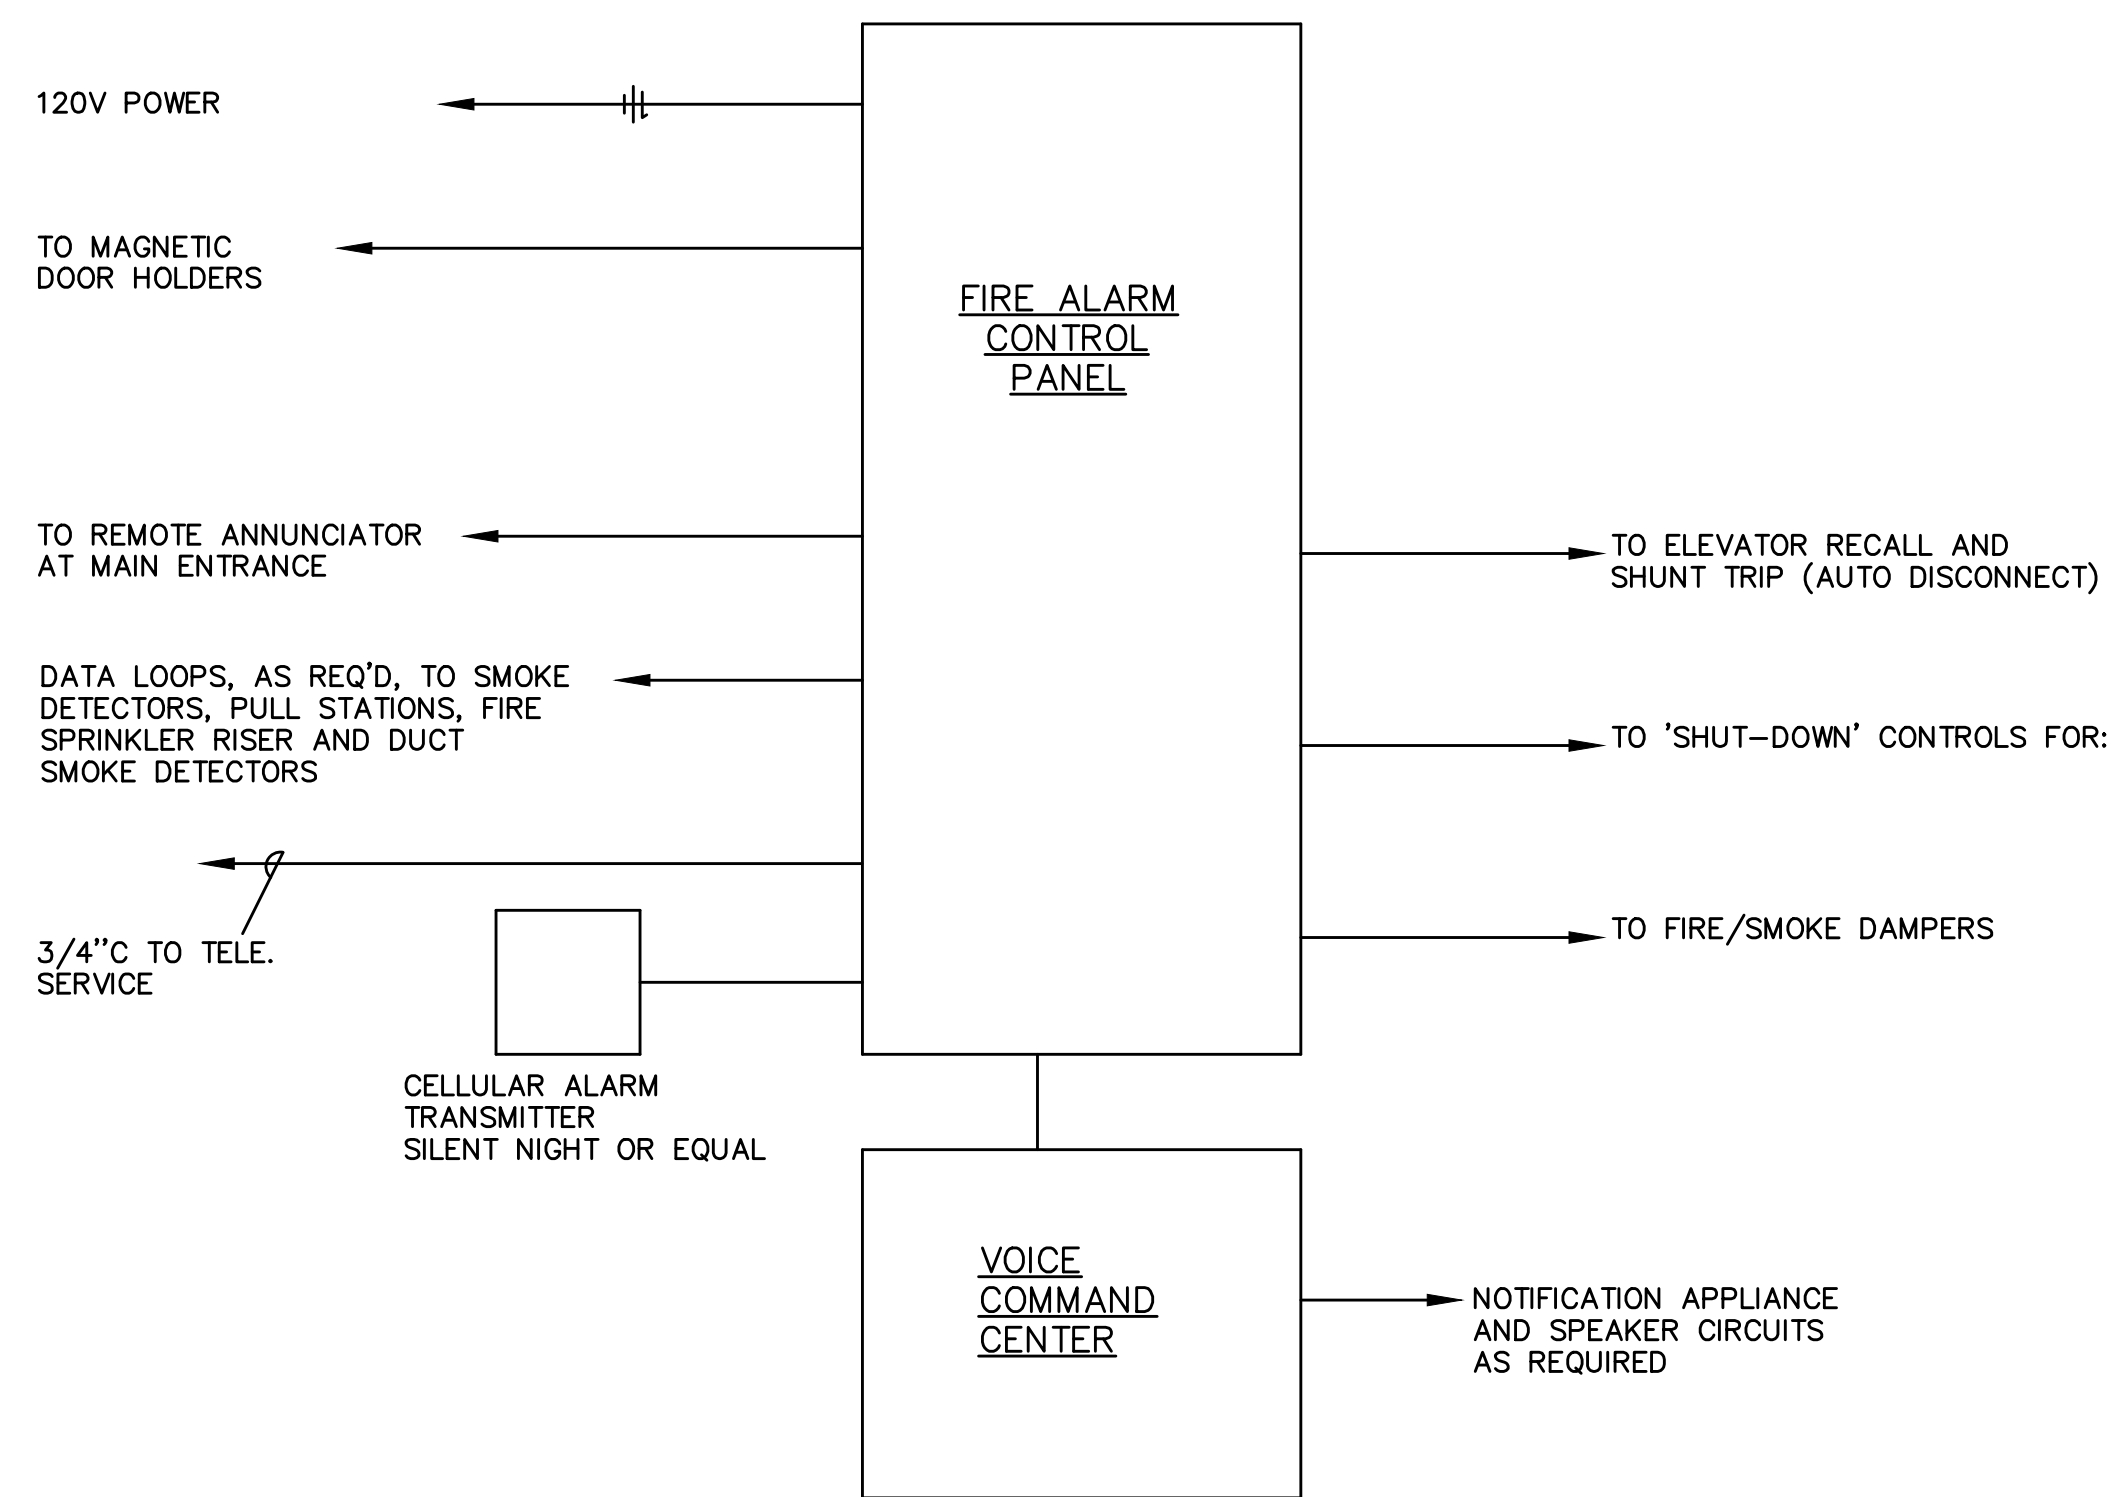 120V POWER
TO MAGNETIC
DOOR HOLDERS
FIRE ALARM
CONTROL
PANEL
TO REMOTE ANNUNCIATOR
AT MAIN ENTRANCE
TO ELEVATOR RECALL AND
SHUNT TRIP (AUTO DISCONNECT)
DATA LOOPS, AS REQ'D, TO SMOKE
DETECTORS, PULL STATIONS, FIRE
SPRINKLER RISER AND DUCT
SMOKE DETECTORS
TO 'SHUT-DOWN' CONTROLS FOR:
3/4"C TO TELE.
SERVICE
TO FIRE/SMOKE DAMPERS
CELLULAR ALARM
TRANSMITTER
SILENT NIGHT OR EQUAL
VOICE
COMMAND
CENTER
NOTIFICATION APPLIANCE
AND SPEAKER CIRCUITS
AS REQUIRED